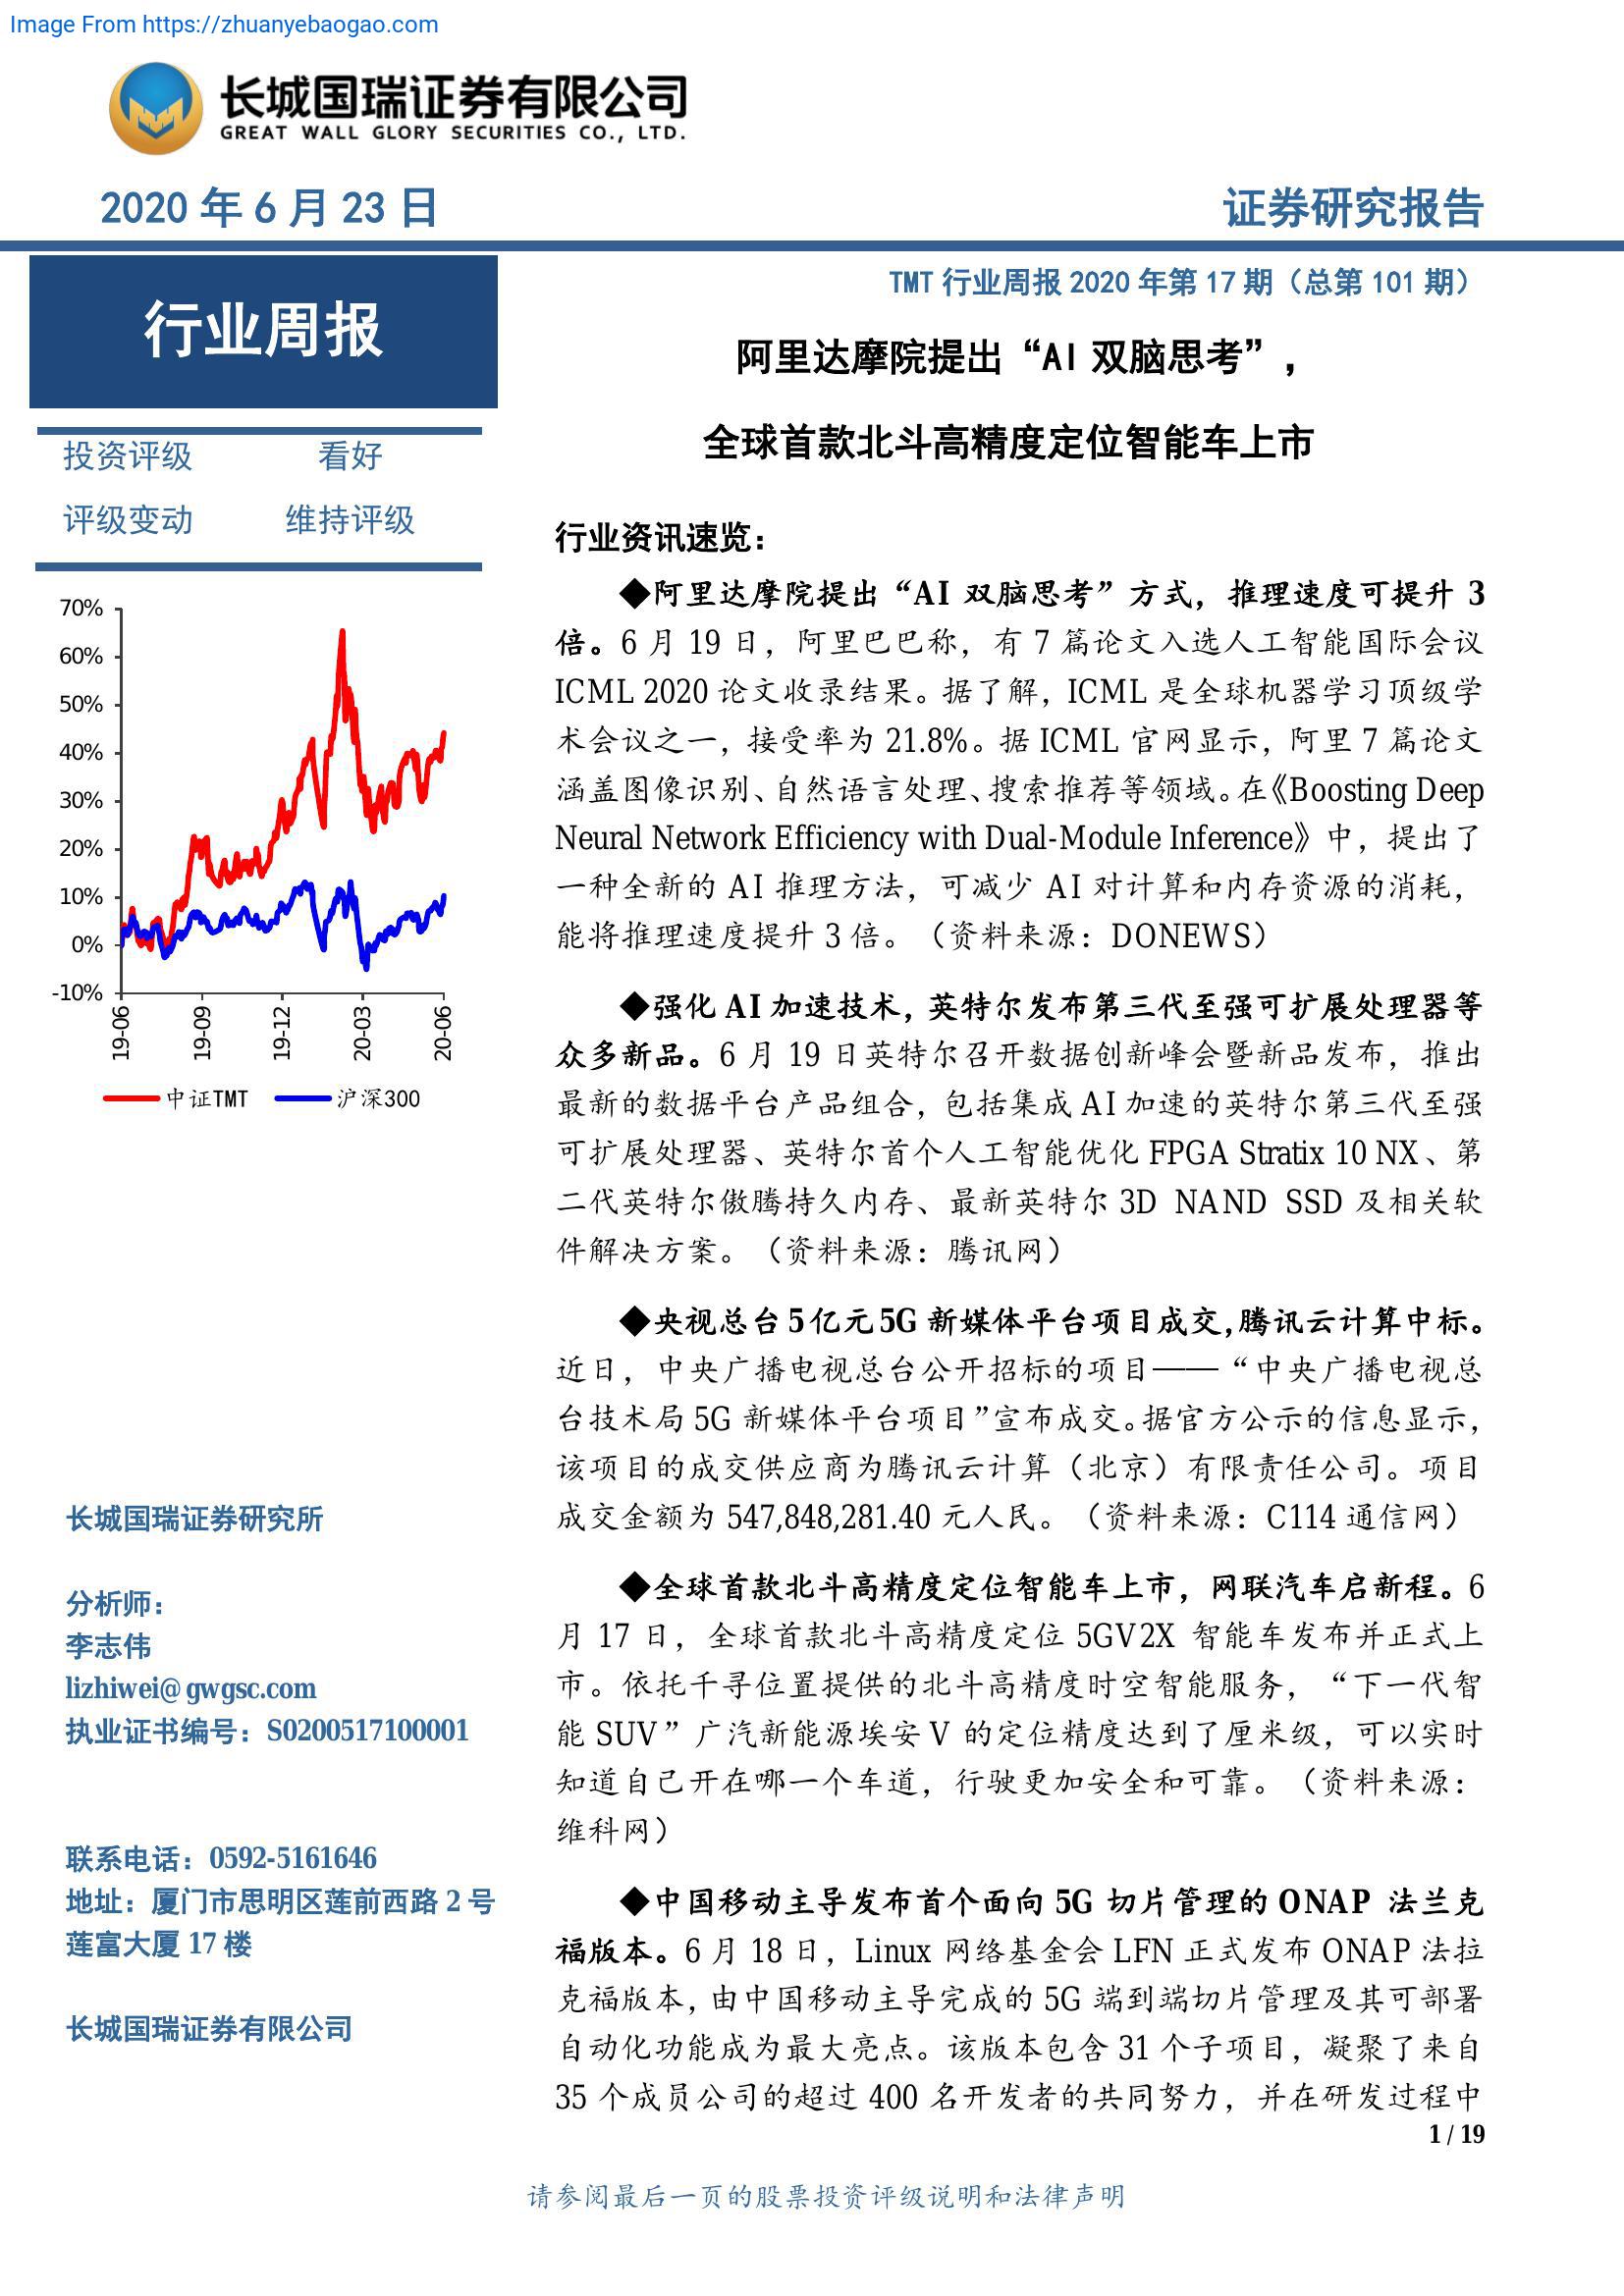 Image From https://zhuanyebaogao.com
长城国瑞证券有限公司
GREAT WALL GLORY SECURITIES CO., LTD.
2020 年 6 月 23 日
证券研究报告
行业周报
投资评级 看好
评级变动 维持评级
70%
60%
50%
40%
30%
20%
10%
0%
-10%
19-06
19-09
19-12
20-03
20-06
中证TMT 沪深300
长城国瑞证券研究所
分析师：
李志伟
lizhiwei@gwgsc.com
执业证书编号：S0200517100001
联系电话：0592-5161646
地址：厦门市思明区莲前西路 2 号
莲富大厦 17 楼
长城国瑞证券有限公司
TMT 行业周报 2020 年第 17 期（总第 101 期）
阿里达摩院提出“AI 双脑思考”，
全球首款北斗高精度定位智能车上市
行业资讯速览：
◆阿里达摩院提出“AI 双脑思考”方式，推理速度可提升 3
倍。6 月 19 日，阿里巴巴称，有 7 篇论文入选人工智能国际会议
ICML 2020 论文收录结果。据了解，ICML 是全球机器学习顶级学
术会议之一，接受率为 21.8%。据 ICML 官网显示，阿里 7 篇论文
涵盖图像识别、自然语言处理、搜索推荐等领域。在《Boosting Deep
Neural Network Efficiency with Dual-Module Inference》中，提出了
一种全新的 AI 推理方法，可减少 AI 对计算和内存资源的消耗，
能将推理速度提升 3 倍。（资料来源：DONEWS）
◆强化 AI 加速技术，英特尔发布第三代至强可扩展处理器等
众多新品。6 月 19 日英特尔召开数据创新峰会暨新品发布，推出
最新的数据平台产品组合，包括集成 AI 加速的英特尔第三代至强
可扩展处理器、英特尔首个人工智能优化 FPGA Stratix 10 NX、第
二代英特尔傲腾持久内存、最新英特尔 3D NAND SSD 及相关软
件解决方案。（资料来源：腾讯网）
◆央视总台 5 亿元 5G 新媒体平台项目成交，腾讯云计算中标。
近日，中央广播电视总台公开招标的项目——“中央广播电视总
台技术局 5G 新媒体平台项目”宣布成交。据官方公示的信息显示，
该项目的成交供应商为腾讯云计算（北京）有限责任公司。项目
成交金额为 547,848,281.40 元人民。（资料来源：C114 通信网）
◆全球首款北斗高精度定位智能车上市，网联汽车启新程。6
月 17 日，全球首款北斗高精度定位 5GV2X 智能车发布并正式上
市。依托千寻位置提供的北斗高精度时空智能服务，“下一代智
能 SUV”广汽新能源埃安 V 的定位精度达到了厘米级，可以实时
知道自己开在哪一个车道，行驶更加安全和可靠。（资料来源：
维科网）
◆中国移动主导发布首个面向 5G 切片管理的 ONAP 法兰克
福版本。6 月 18 日，Linux 网络基金会 LFN 正式发布 ONAP 法拉
克福版本，由中国移动主导完成的 5G 端到端切片管理及其可部署
自动化功能成为最大亮点。该版本包含 31 个子项目，凝聚了来自
35 个成员公司的超过 400 名开发者的共同努力，并在研发过程中
1 / 19
请参阅最后一页的股票投资评级说明和法律声明